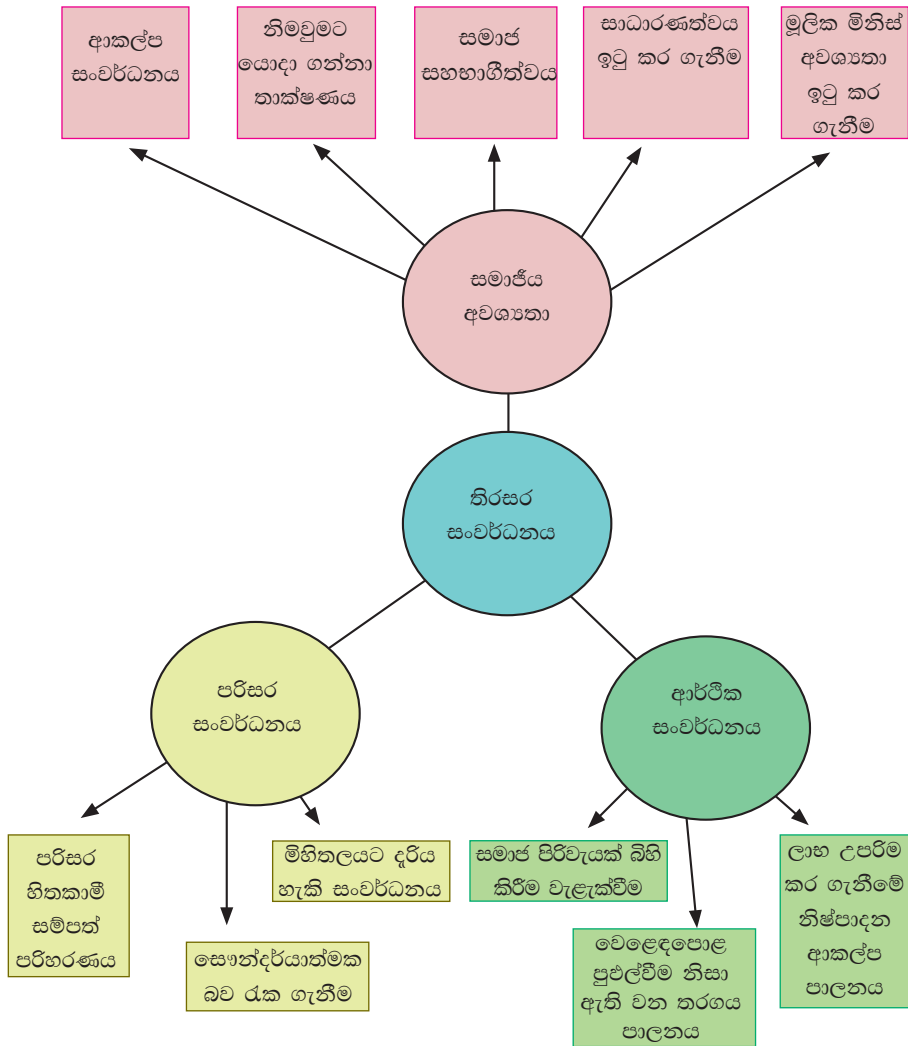 ආකල්ප
සංවර්ධනය
නිමවුමට
යොදා ගන්නා
තාක්ෂණය
සමාජ
සහභාගීත්වය
සාධාරණත්වය
ඉටු කර ගැනීම
මූලික මිනිස්
අවශ්‍යතා
ඉටු කර
ගැනීම
සමාජීය
අවශ්‍යතා
තිරසර
සංවර්ධනය
පරිසර
සංවර්ධනය
ආර්ථික
සංවර්ධනය
පරිසර
හිතකාමී
සම්පත්
පරිහරණය
සෞන්දර්යාත්මක
බව රැක ගැනීම
මිහිතලයට දැරිය
හැකි සංවර්ධනය
සමාජ පිරිවැයක් බිහි
කිරීම වැළැක්වීම
වෙළෙඳපොළ
පුළුල්වීම නිසා
ඇති වන තරගය
පාලනය
ලාභ උපරිම
කර ගැනීමේ
නිෂ්පාදන
ආකල්ප
පාලනය